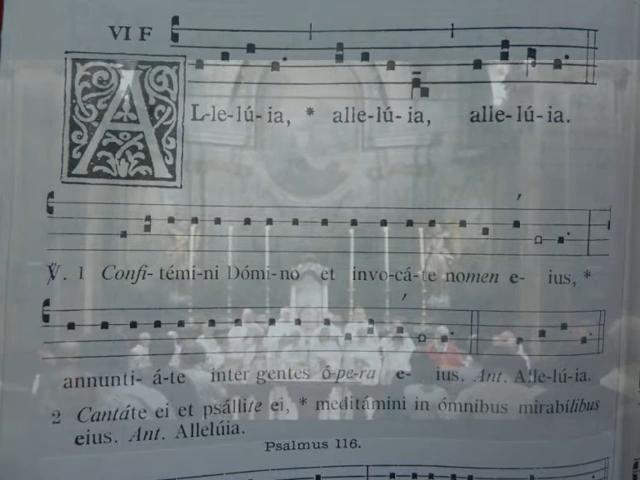 VI F
AL-le-lú-ia, * alle-lú-ia, alle-lú-ia.
℣. 1 Confi-témi-ni Dómi-no et invo-cá-te nomen e- ius, *
annunti-á-te inter gentes ó-pe-ra e- ius. Ant. Alle-lú-ia.
2 Cantáte ei et psállite ei, * meditámini in ómnibus mirabílibus
eius. Ant. Allelúia.
Psalmus 116.